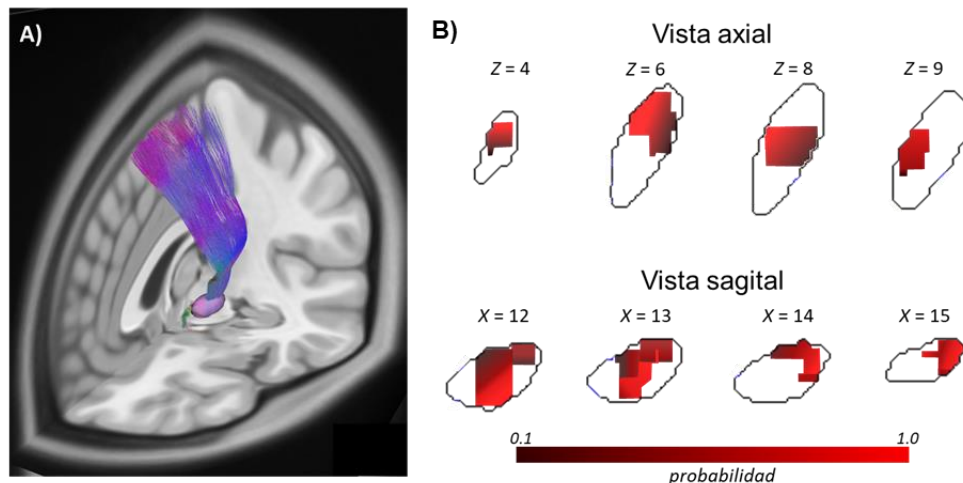 A)
B)
Vista axial
Z = 4
Z = 6
Z = 8
Z = 9
Vista sagital
X = 12
X = 13
X = 14
X = 15
0.1
1.0
probabilidad